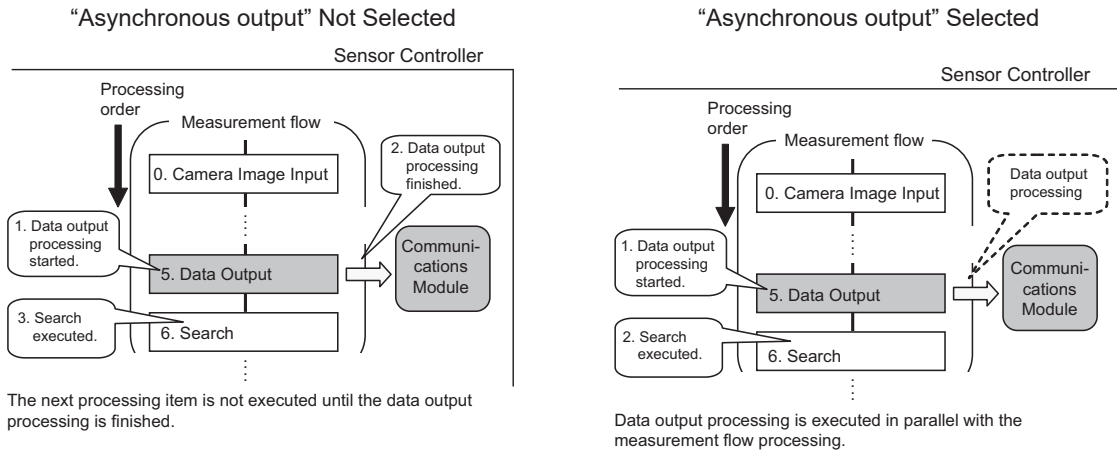 “Asynchronous output” Not Selected
Sensor Controller
Processing
order
Measurement flow
0. Camera Image Input
2. Data output
processing
finished.
1. Data output
processing
started.
5. Data Output
Communi-
cations
Module
3. Search
executed.
6. Search
The next processing item is not executed until the data output
processing is finished.
“Asynchronous output” Selected
Sensor Controller
Processing
order
Measurement flow
0. Camera Image Input
Data output
processing
1. Data output
processing
started.
5. Data Output
Communi-
cations
Module
2. Search
executed.
6. Search
Data output processing is executed in parallel with the
measurement flow processing.